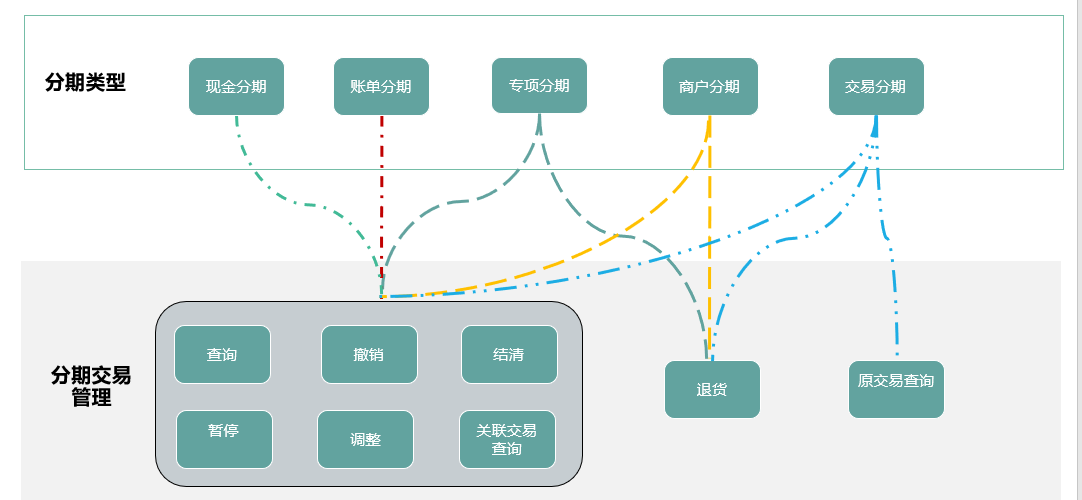 分期类型
现金分期
账单分期
专项分期
商户分期
交易分期
分期交易
管理
查询
撤销
结清
暂停
调整
关联交易
查询
退货
原交易查询